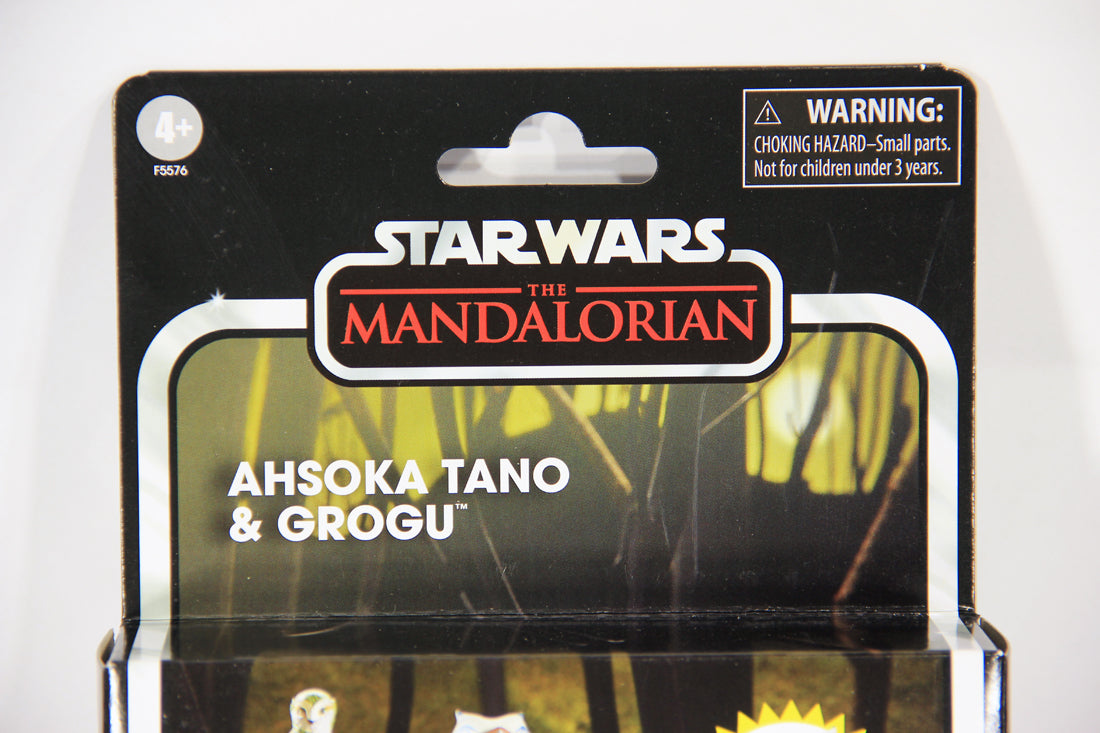 4+
F5576
WARNING:
CHOKING HAZARD–Small parts.
Not for children under 3 years.
STAR WARS
THE
MANDALORIAN
AHSOKA TANO
& GROGU™